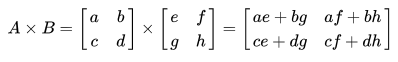 A × B = [a b; c d] × [e f; g h] = [ae + bg af + bh; ce + dg cf + dh]